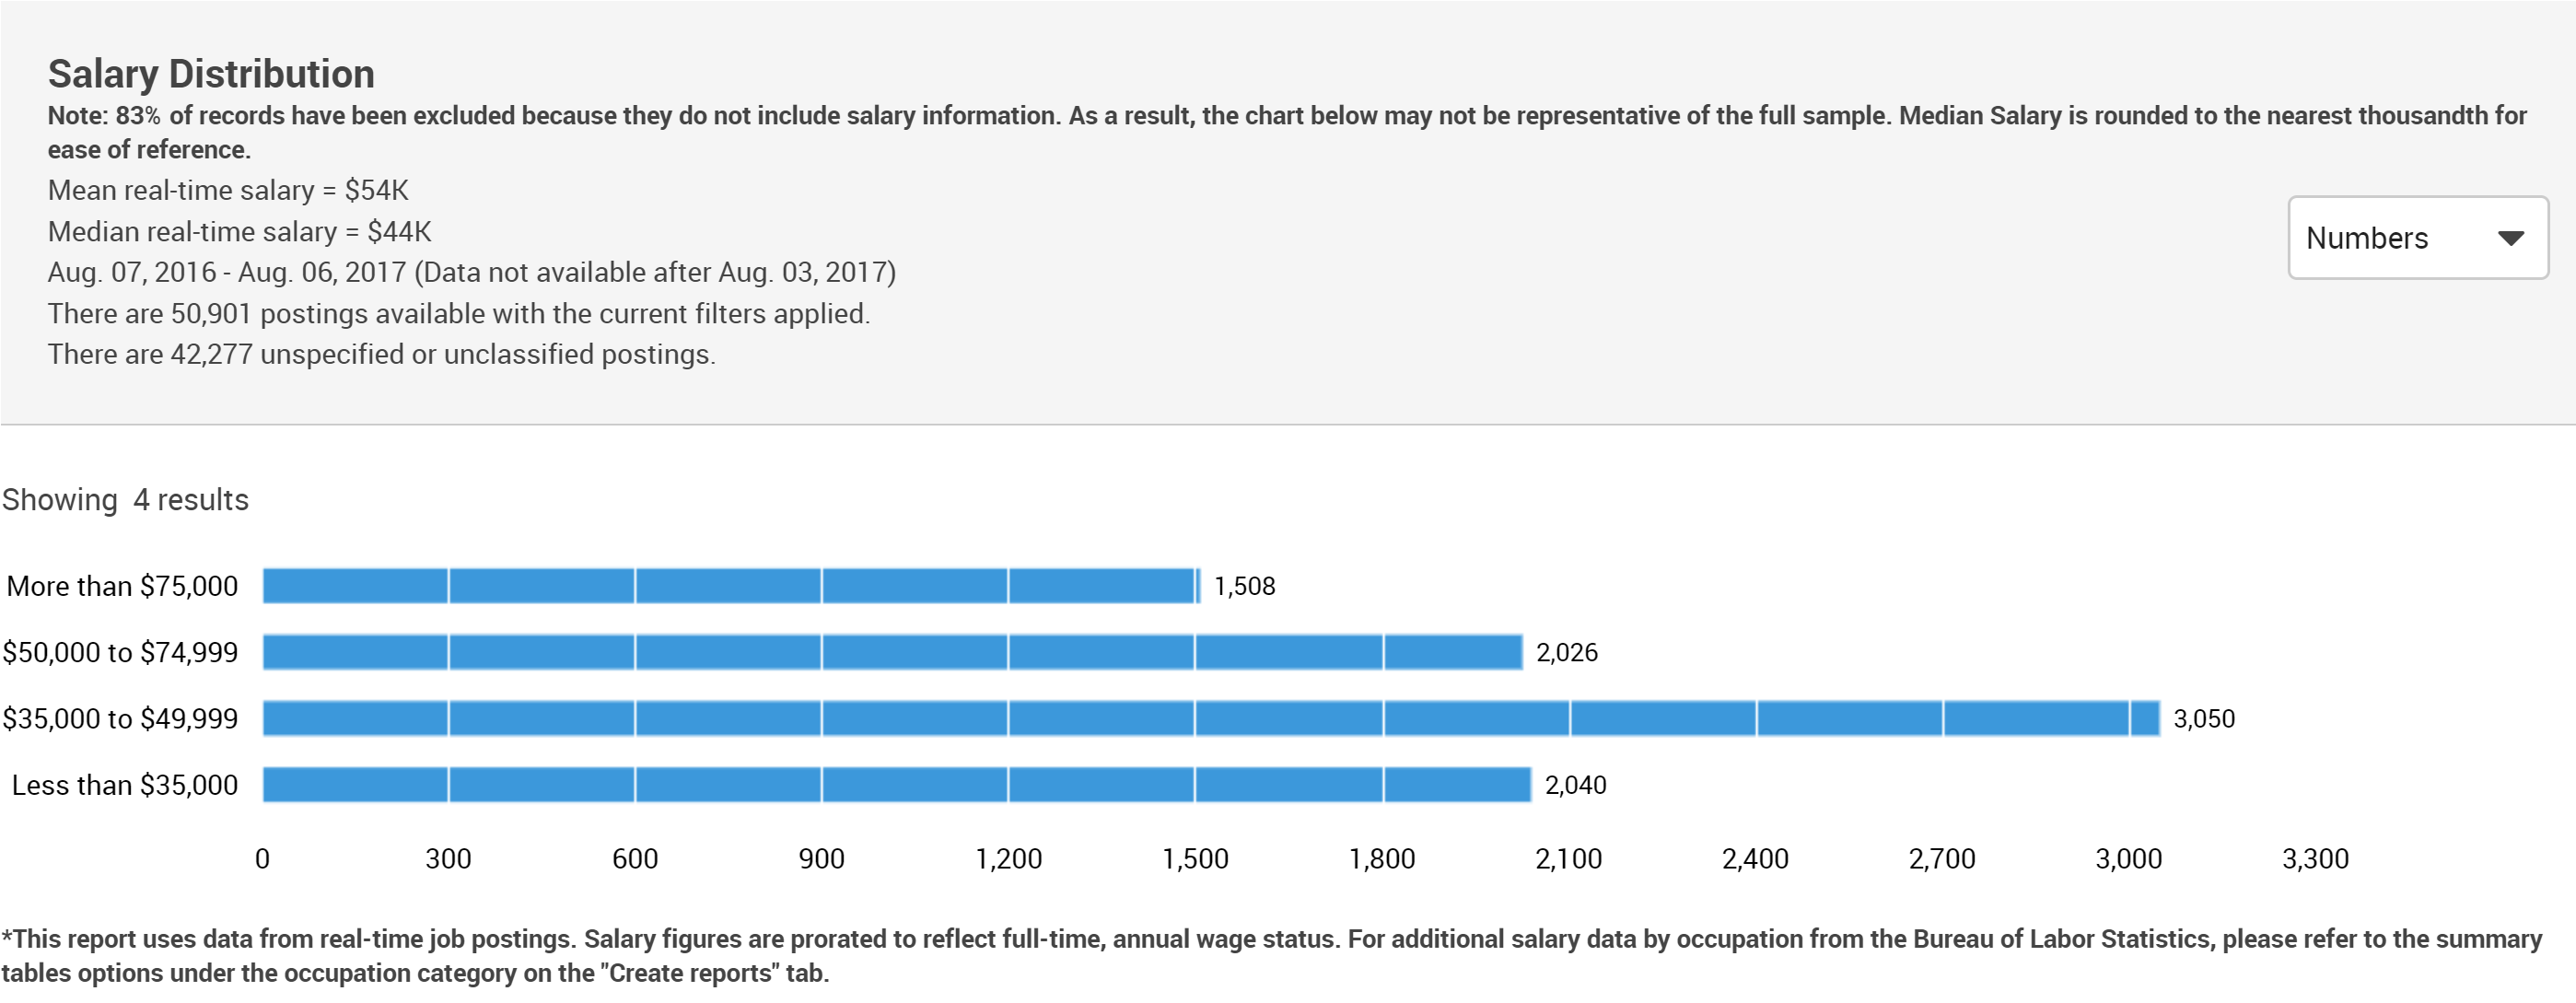 Salary Distribution
Note: 83% of records have been excluded because they do not include salary information. As a result, the chart below may not be representative of the full sample. Median Salary is rounded to the nearest thousandth for
ease of reference.
Mean real-time salary = $54K
Median real-time salary = $44K
Aug. 07, 2016 - Aug. 06, 2017 (Data not available after Aug. 03, 2017)
There are 50,901 postings available with the current filters applied.
There are 42,277 unspecified or unclassified postings.
Numbers
Showing 4 results
More than $75,000 1,508
$50,000 to $74,999 2,026
$35,000 to $49,999 3,050
Less than $35,000 2,040
0 300 600 900 1,200 1,500 1,800 2,100 2,400 2,700 3,000 3,300
*This report uses data from real-time job postings. Salary figures are prorated to reflect full-time, annual wage status. For additional salary data by occupation from the Bureau of Labor Statistics, please refer to the summary
tables options under the occupation category on the "Create reports" tab.